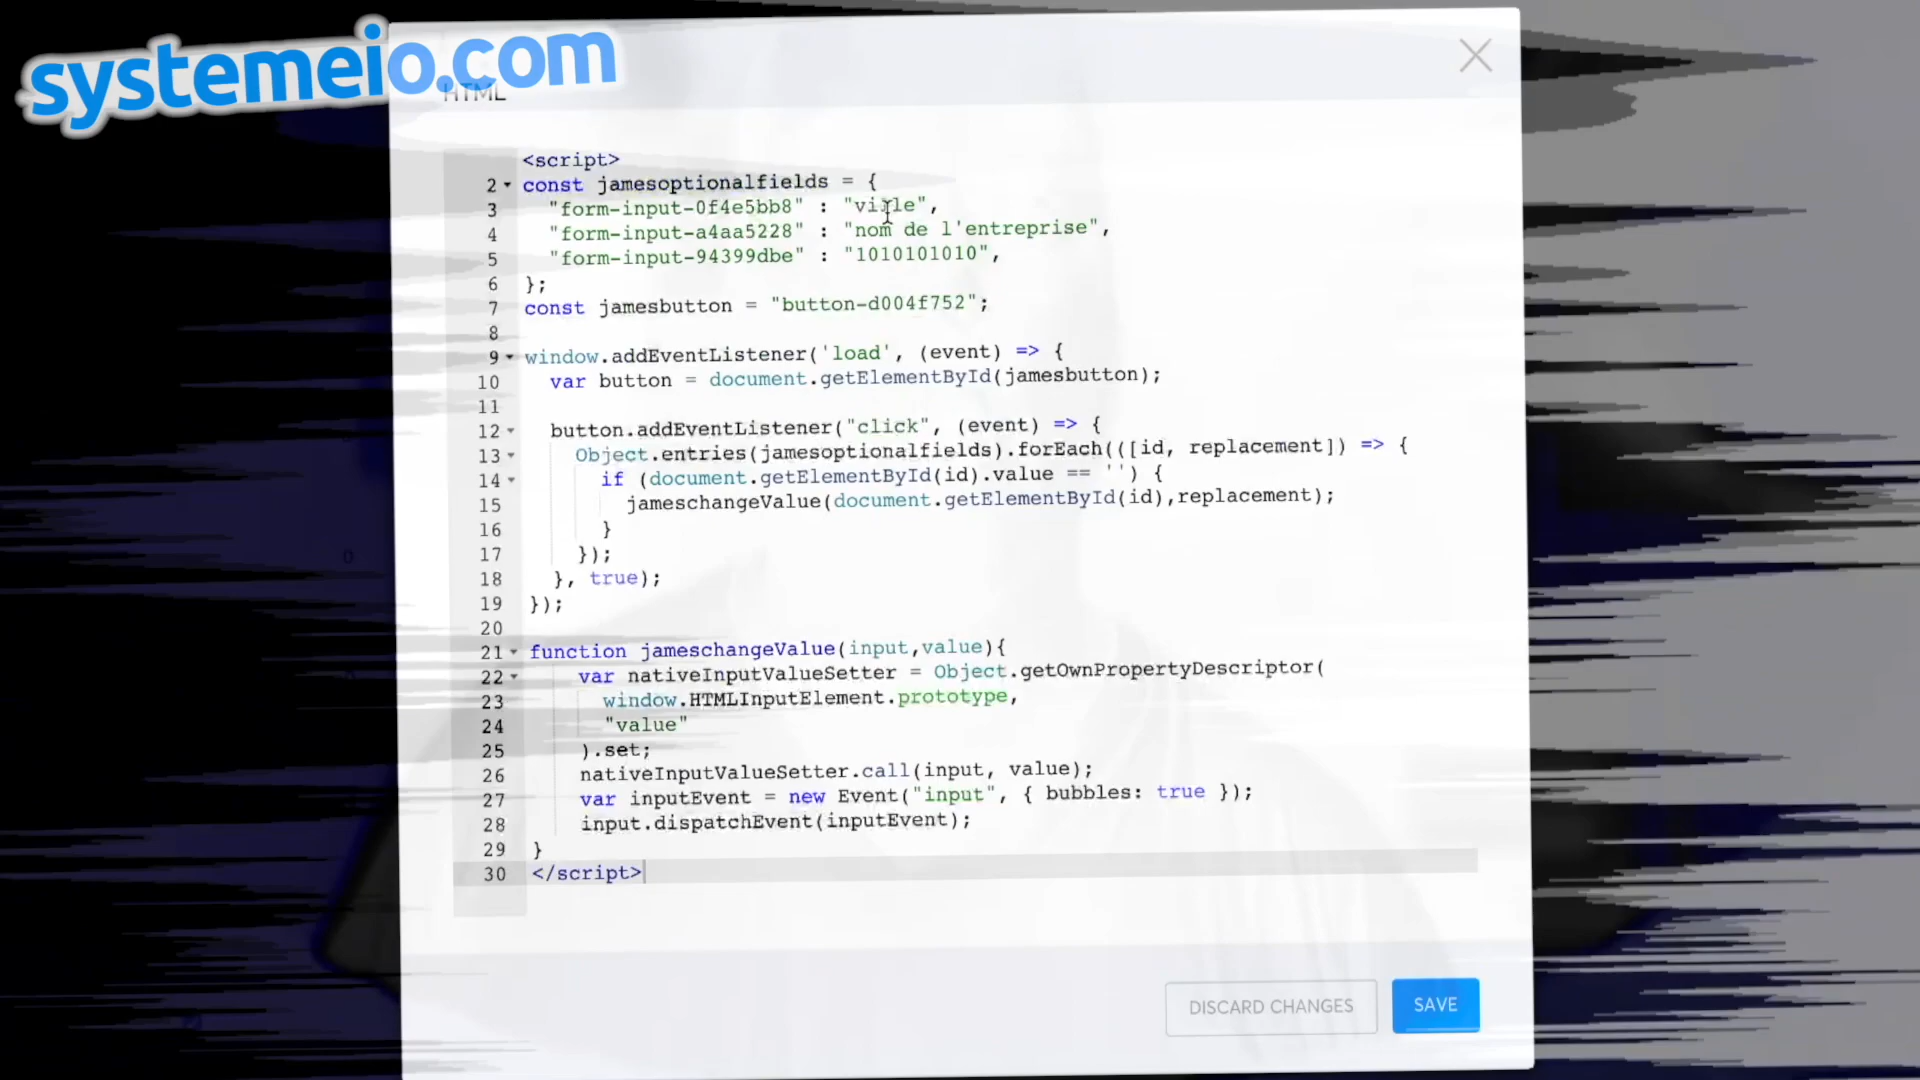 systemeio.com
HTML
<script>
2 const jamesoptionalfields = {
3 "form-input-0f4e5bb8" : "ville",
4 "form-input-a4aa5228" : "nom de l'entreprise",
5 "form-input-94399dbe" : "1010101010",
6 };
7 const jamesbutton = "button-d004f752";
8
9 window.addEventListener('load', (event) => {
10 var button = document.getElementById(jamesbutton);
11
12 button.addEventListener("click", (event) => {
13 Object.entries(jamesoptionalfields).forEach(([id, replacement]) => {
14 if (document.getElementById(id).value == '') {
15 jameschangeValue(document.getElementById(id),replacement);
16 }
17 });
18 }, true);
19 });
20
21 function jameschangeValue(input,value){
22 var nativeInputValueSetter = Object.getOwnPropertyDescriptor(
23 window.HTMLInputElement.prototype,
24 "value"
25 ).set;
26 nativeInputValueSetter.call(input, value);
27 var inputEvent = new Event("input", { bubbles: true });
28 input.dispatchEvent(inputEvent);
29 }
30 </script>
DISCARD CHANGES
SAVE